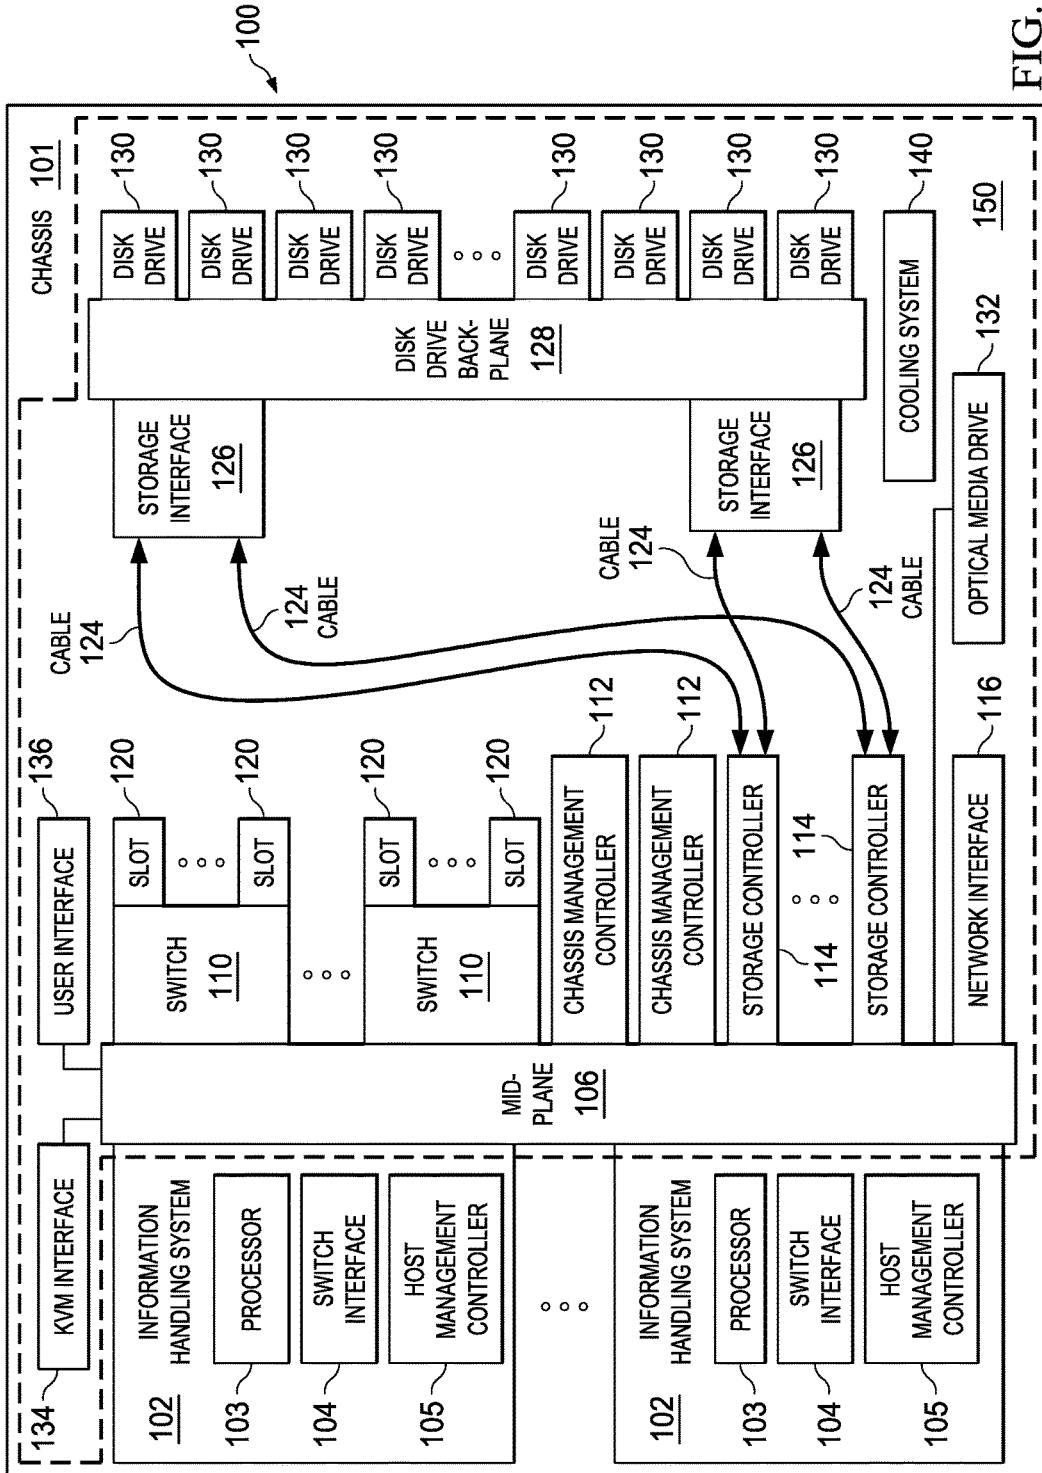 100
CHASSIS
101
134
KVM INTERFACE
USER INTERFACE
136
INFORMATION
HANDLING SYSTEM
102
PROCESSOR
103
SWITCH
INTERFACE
104
HOST
MANAGEMENT
CONTROLLER
105
INFORMATION
HANDLING SYSTEM
102
PROCESSOR
103
SWITCH
INTERFACE
104
HOST
MANAGEMENT
CONTROLLER
105
MID-
PLANE
106
SWITCH
110
SLOT
120
SLOT
120
SWITCH
110
SLOT
120
SLOT
120
CHASSIS MANAGEMENT
CONTROLLER
112
CHASSIS MANAGEMENT
CONTROLLER
112
STORAGE CONTROLLER
114
114
STORAGE CONTROLLER
NETWORK INTERFACE
116
CABLE
124
124
CABLE
CABLE
124
124
CABLE
STORAGE
INTERFACE
126
STORAGE
INTERFACE
126
DISK
DRIVE
BACK-
PLANE
128
DISK
DRIVE
130
DISK
DRIVE
130
DISK
DRIVE
130
DISK
DRIVE
130
DISK
DRIVE
130
DISK
DRIVE
130
DISK
DRIVE
130
DISK
DRIVE
130
COOLING SYSTEM
140
OPTICAL MEDIA DRIVE
132
150
FIG.